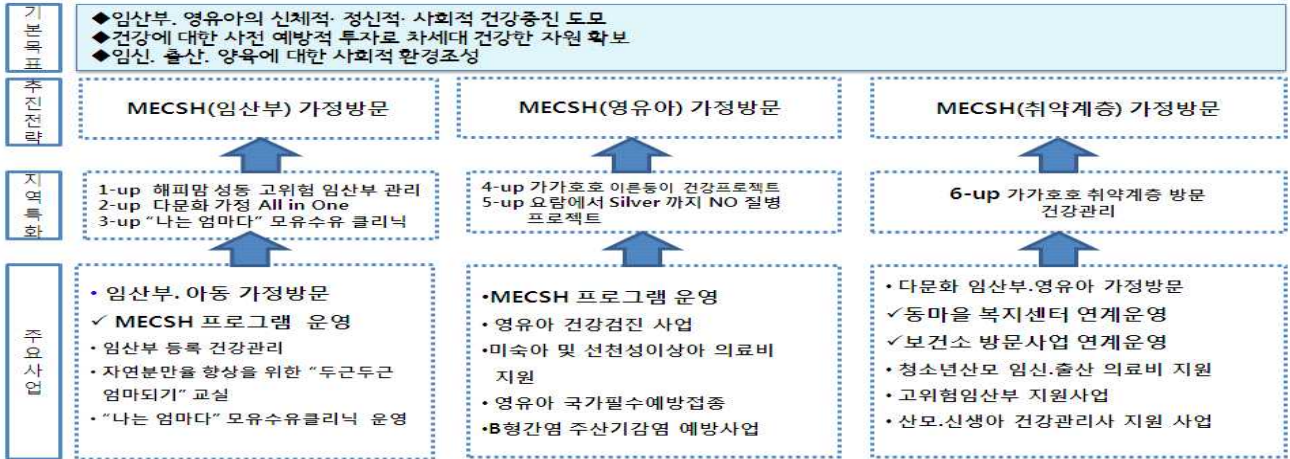 기본목표
◆임산부. 영유아의 신체적· 정신적· 사회적 건강증진 도모
◆건강에 대한 사전 예방적 투자로 차세대 건강한 자원 확보
◆임신. 출산. 양육에 대한 사회적 환경조성
추진전략
MECSH(임산부) 가정방문
MECSH(영유아) 가정방문
MECSH(취약계층) 가정방문
지역특화
1-up 해피맘 성동 고위험 임산부 관리
2-up 다문화 가정 All in One
3-up “나는 엄마다” 모유수유 클리닉
4-up 가가호호 이른둥이 건강프로젝트
5-up 요람에서 Silver 까지 NO 질병
프로젝트
6-up 가가호호 취약계층 방문
건강관리
주요사업
• 임산부. 아동 가정방문
✓ MECSH 프로그램 운영
• 임산부 등록 건강관리
• 자연분만율 향상을 위한 “두근두근
엄마되기” 교실
• “나는 엄마다” 모유수유클리닉 운영
•MECSH 프로그램 운영
• 영유아 건강검진 사업
•미숙아 및 선천성이상아 의료비
지원
• 영유아 국가필수예방접종
•B형간염 주산기감염 예방사업
• 다문화 임산부.영유아 가정방문
✓동마을 복지센터 연계운영
✓보건소 방문사업 연계운영
• 청소년산모 임신.출산 의료비 지원
• 고위험임산부 지원사업
• 산모.신생아 건강관리사 지원 사업